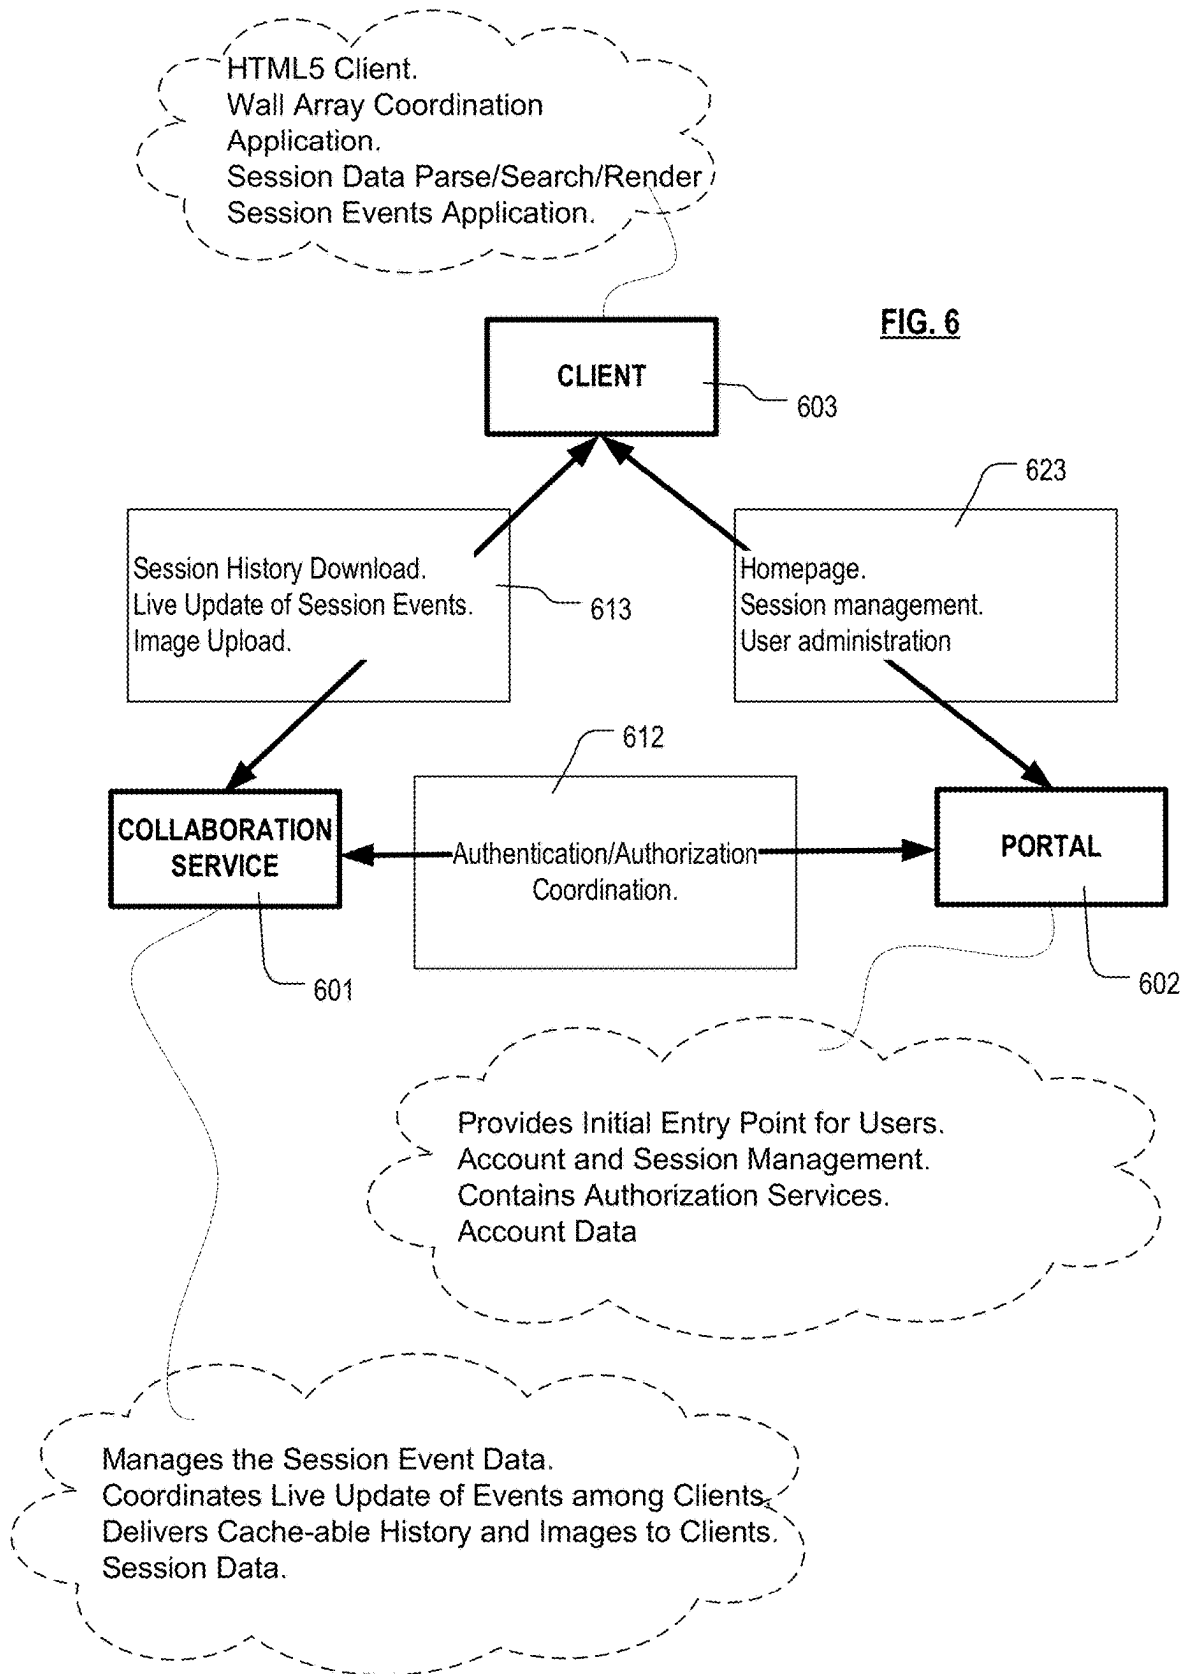 HTML5 Client.
Wall Array Coordination
Application.
Session Data Parse/Search/Render
Session Events Application.
FIG. 6
CLIENT
603
623
Session History Download.
Live Update of Session Events.
Image Upload.
613
Homepage.
Session management.
User administration
612
COLLABORATION
SERVICE
Authentication/Authorization
Coordination.
PORTAL
601
602
Provides Initial Entry Point for Users.
Account and Session Management.
Contains Authorization Services.
Account Data
Manages the Session Event Data.
Coordinates Live Update of Events among Clients.
Delivers Cache-able History and Images to Clients.
Session Data.